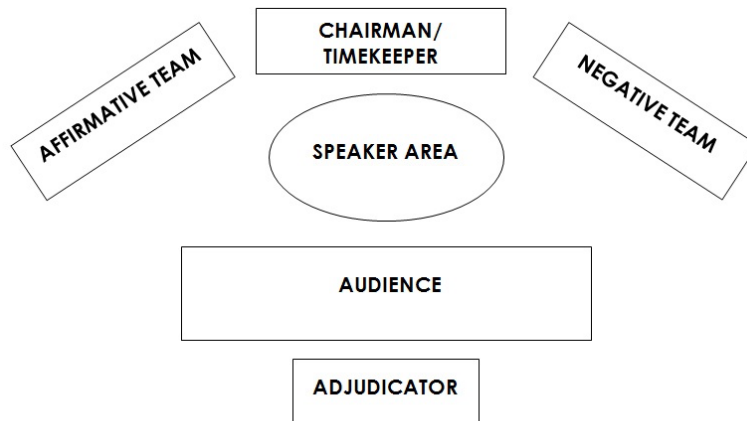 CHAIRMAN/
TIMEKEEPER
AFFIRMATIVE TEAM
NEGATIVE TEAM
SPEAKER AREA
AUDIENCE
ADJUDICATOR